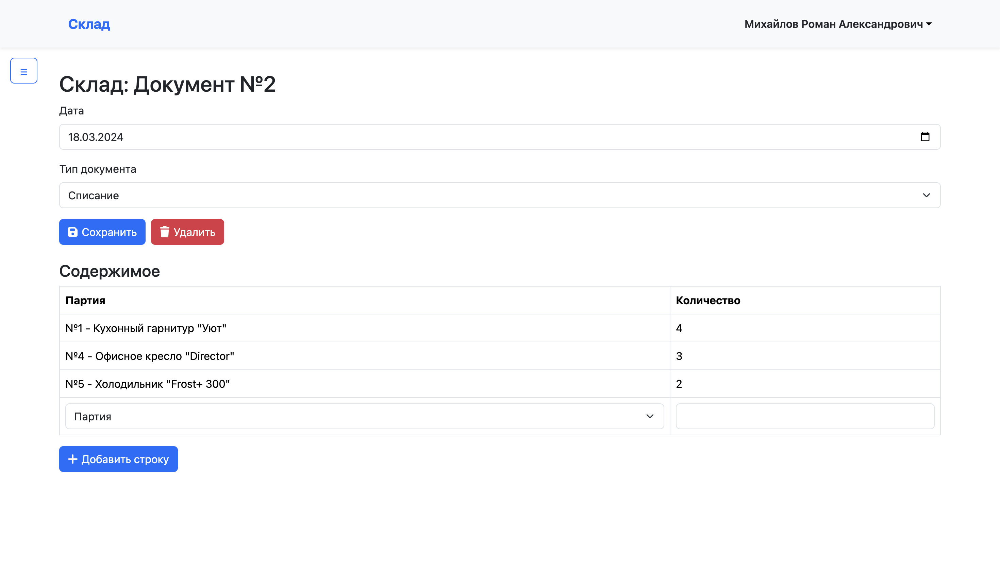 Склад
Михайлов Роман Александрович
Склад: Документ №2
Дата
18.03.2024
Тип документа
Списание
Сохранить Удалить
Содержимое
Партия Количество
№1 - Кухонный гарнитур "Уют" 4
№4 - Офисное кресло "Director" 3
№5 - Холодильник "Frost+ 300" 2
Партия
Добавить строку